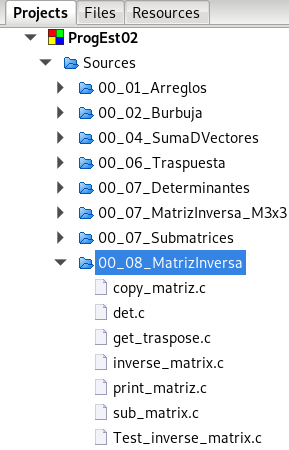 Projects Files Resources
ProgEst02
Sources
00_01_Arreglos
00_02_Burbuja
00_04_SumaDVectores
00_06_Traspuesta
00_07_Determinantes
00_07_MatrizInversa_M3x3
00_07_Submatrices
00_08_MatrizInversa
copy_matriz.c
det.c
get_traspose.c
inverse_matrix.c
print_matriz.c
sub_matrix.c
Test_inverse_matrix.c